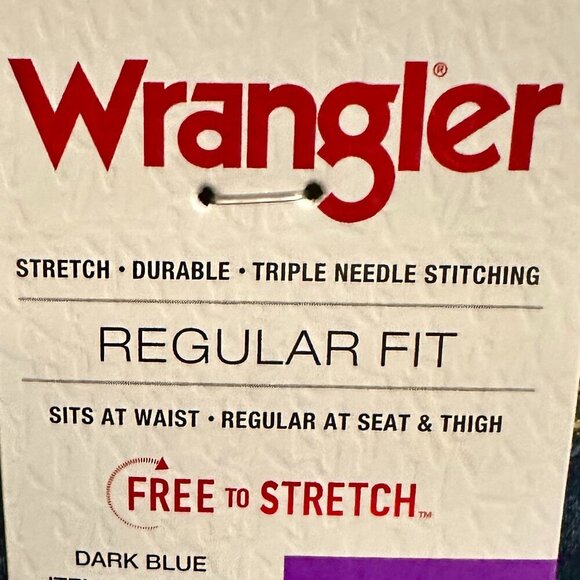 Wrangler®
STRETCH • DURABLE • TRIPLE NEEDLE STITCHING
REGULAR FIT
SITS AT WAIST • REGULAR AT SEAT & THIGH
FREE TO STRETCH™
DARK BLUE